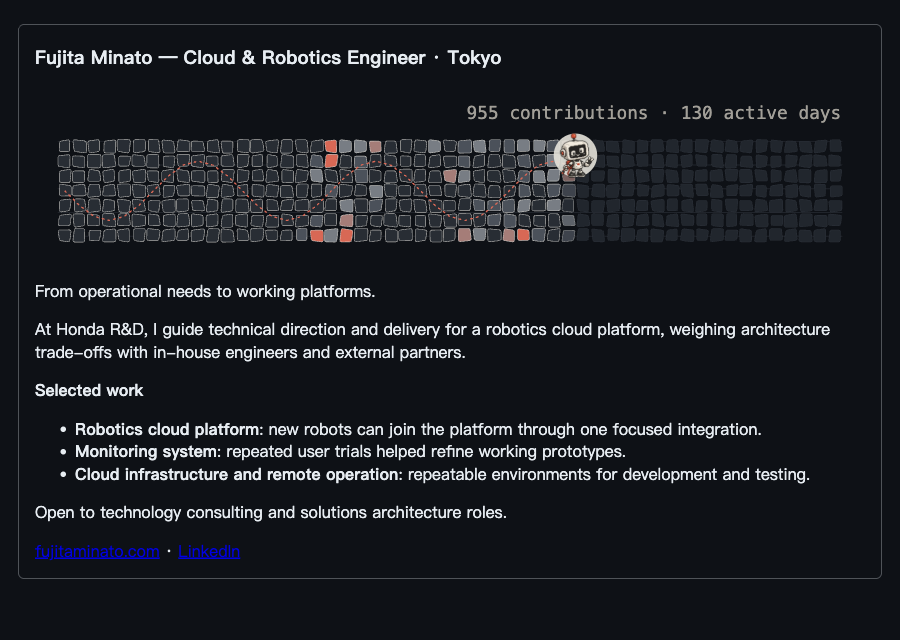 Fujita Minato — Cloud & Robotics Engineer · Tokyo
955 contributions · 130 active days
From operational needs to working platforms.
At Honda R&D, I guide technical direction and delivery for a robotics cloud platform, weighing architecture
trade-offs with in-house engineers and external partners.
Selected work
• Robotics cloud platform: new robots can join the platform through one focused integration.
• Monitoring system: repeated user trials helped refine working prototypes.
• Cloud infrastructure and remote operation: repeatable environments for development and testing.
Open to technology consulting and solutions architecture roles.
fujitaminato.com · LinkedIn